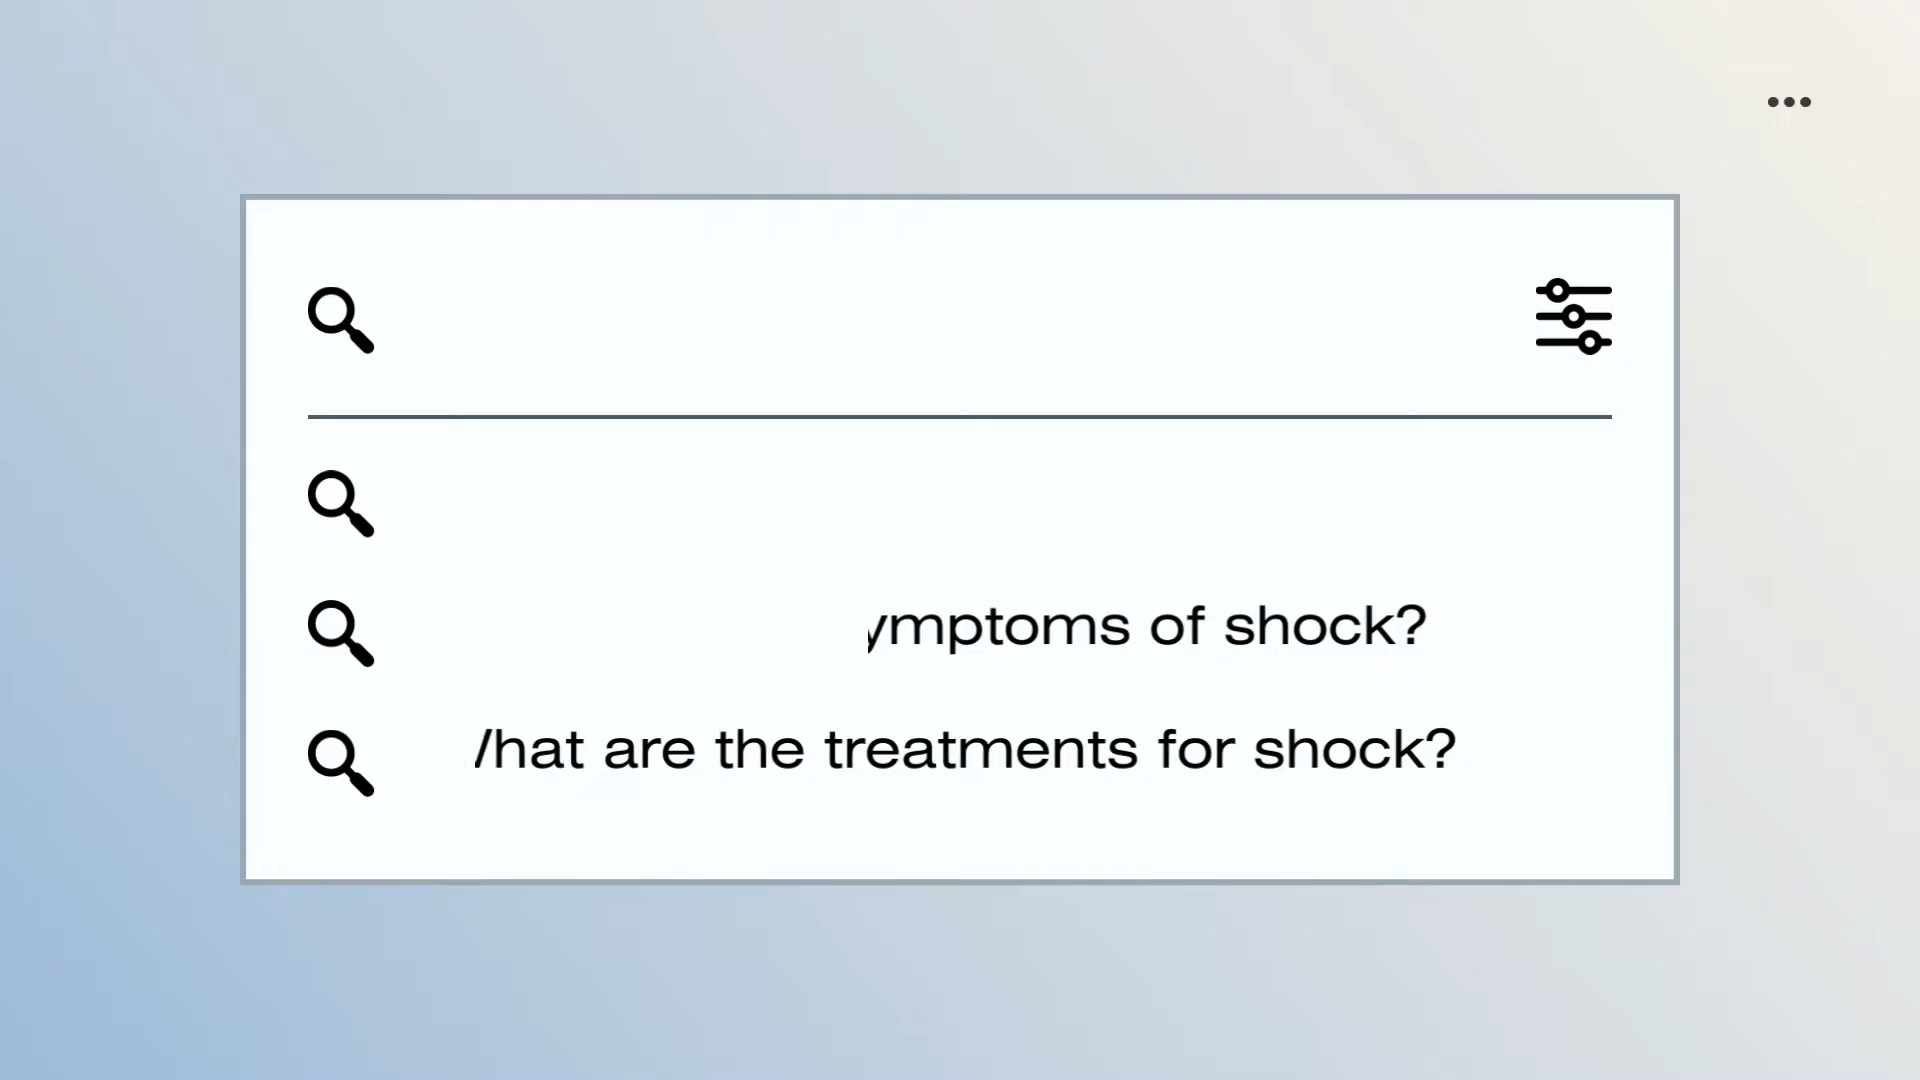 ymptoms of shock?
hat are the treatments for shock?